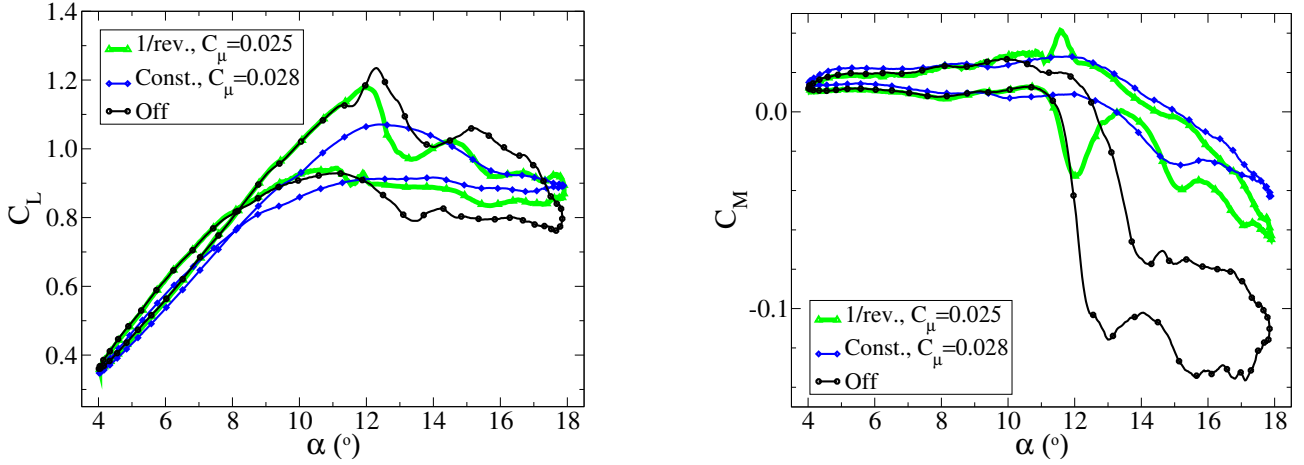 1.4
1.2
1.0
0.8
0.6
0.4
C_L
1/rev., C_μ=0.025
Const., C_μ=0.028
Off
4 6 8 10 12 14 16 18
α (°)
0.0
-0.1
C_M
1/rev., C_μ=0.025
Const., C_μ=0.028
Off
4 6 8 10 12 14 16 18
α (°)